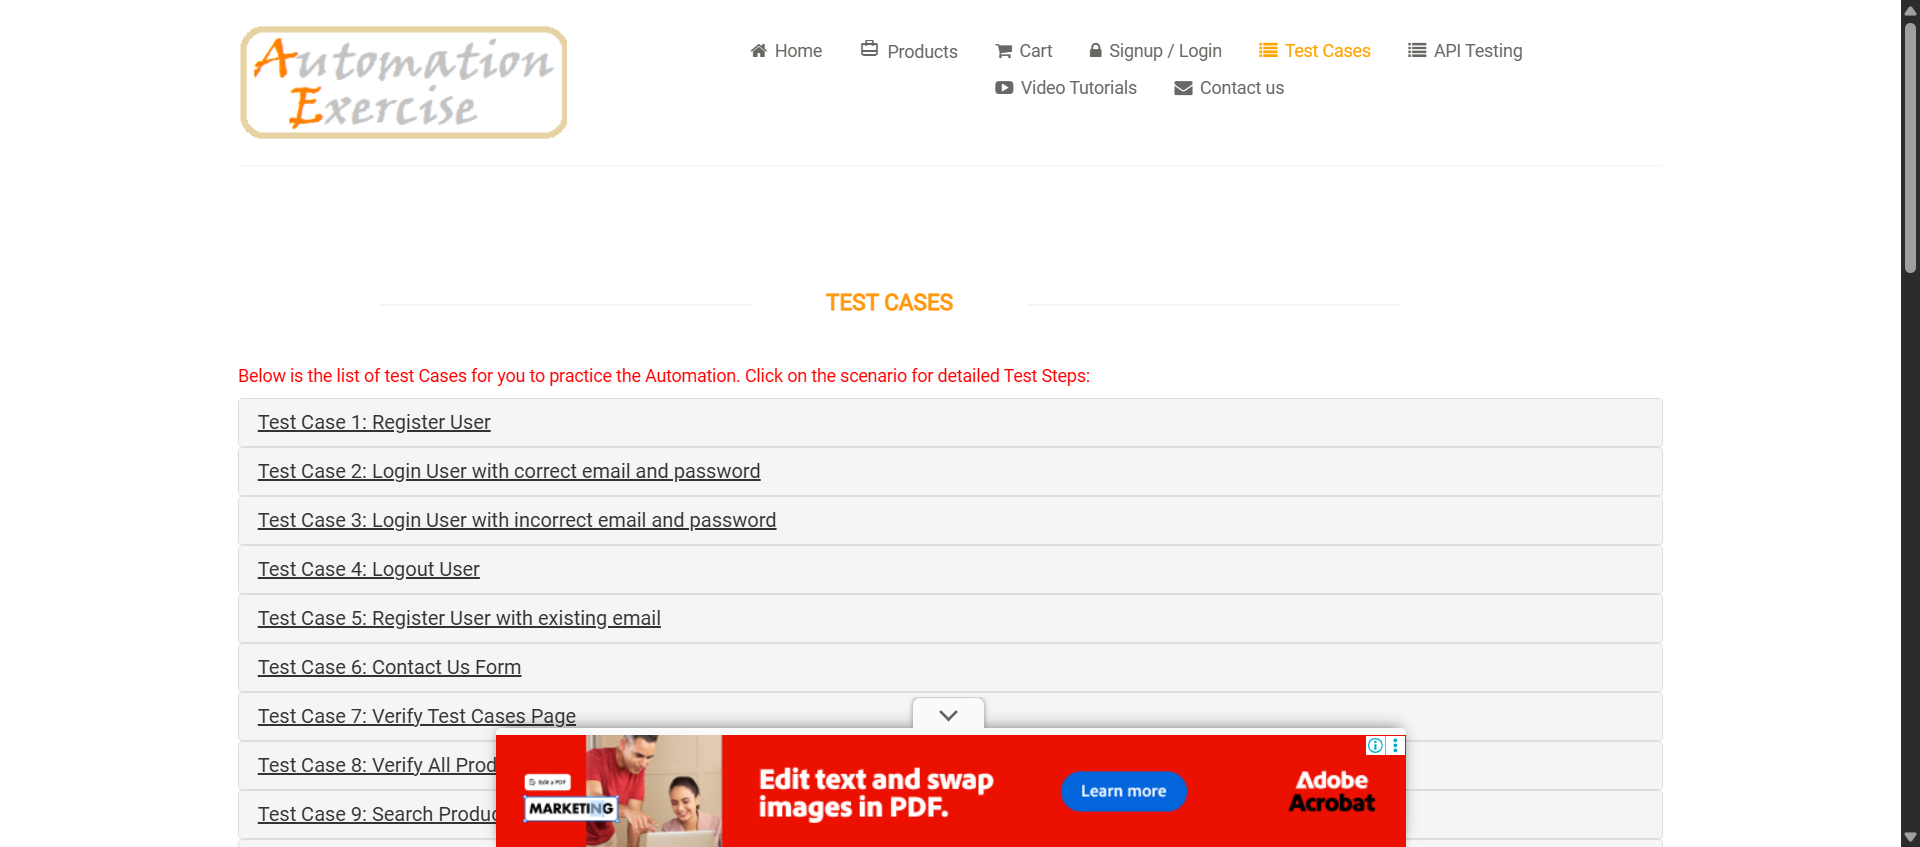 Automation
Exercise
Home
Products
Cart
Signup / Login
Test Cases
API Testing
Video Tutorials
Contact us
TEST CASES
Below is the list of test Cases for you to practice the Automation. Click on the scenario for detailed Test Steps:
Test Case 1: Register User
Test Case 2: Login User with correct email and password
Test Case 3: Login User with incorrect email and password
Test Case 4: Logout User
Test Case 5: Register User with existing email
Test Case 6: Contact Us Form
Test Case 7: Verify Test Cases Page
Test Case 8: Verify All Prod
Test Case 9: Search Produc
Edit a PDF
MARKETING
Edit text and swap
images in PDF.
Learn more
Adobe
Acrobat